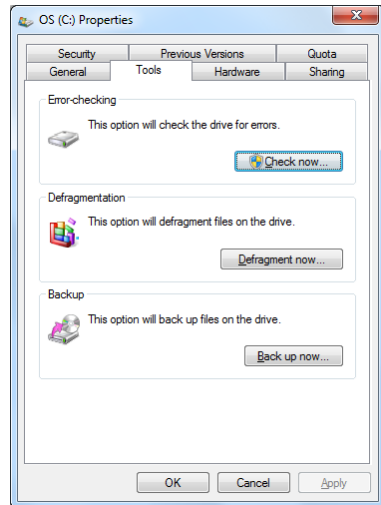 OS (C:) Properties
Security Previous Versions Quota
General Tools Hardware Sharing
Error-checking
This option will check the drive for errors.
Check now...
Defragmentation
This option will defragment files on the drive.
Defragment now...
Backup
This option will back up files on the drive.
Back up now...
OK Cancel Apply